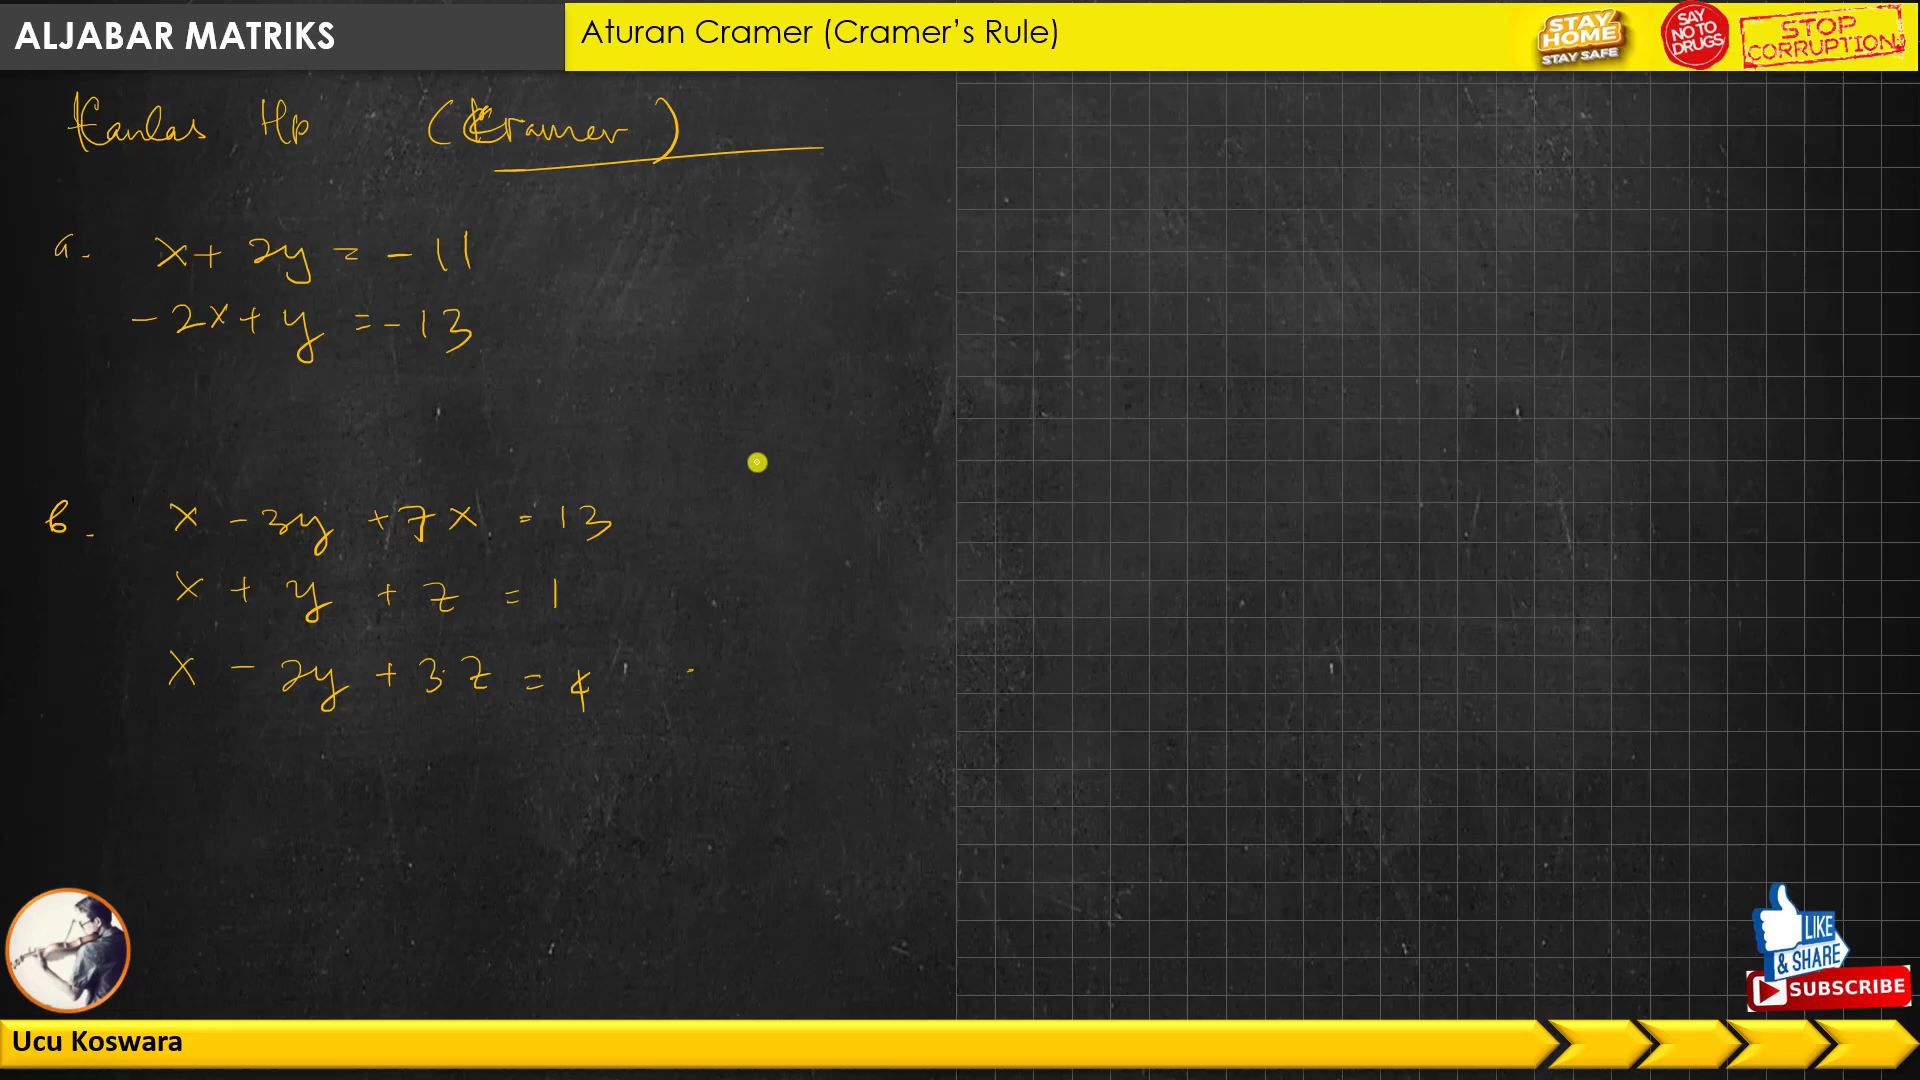 ALJABAR MATRIKS
Aturan Cramer (Cramer's Rule)
STAY
HOME
STAY SAFE
SAY
NO TO
DRUGS
STOP
CORRUPTION
Hp (Cramer)
a. x + 2y = -11
-2x + y = -13
b. x - 3y + 7x = 13
x + y + z = 1
x - 2y + 3z = 4
LIKE
& SHARE
SUBSCRIBE
Ucu Koswara